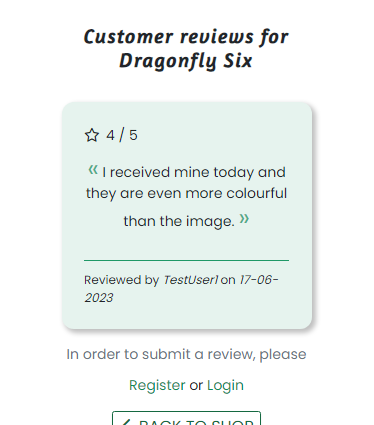 Customer reviews for
Dragonfly Six
4 / 5
« I received mine today and
they are even more colourful
than the image. »
Reviewed by TestUser1 on 17-06-
2023
In order to submit a review, please
Register or Login
BACK TO SHOP